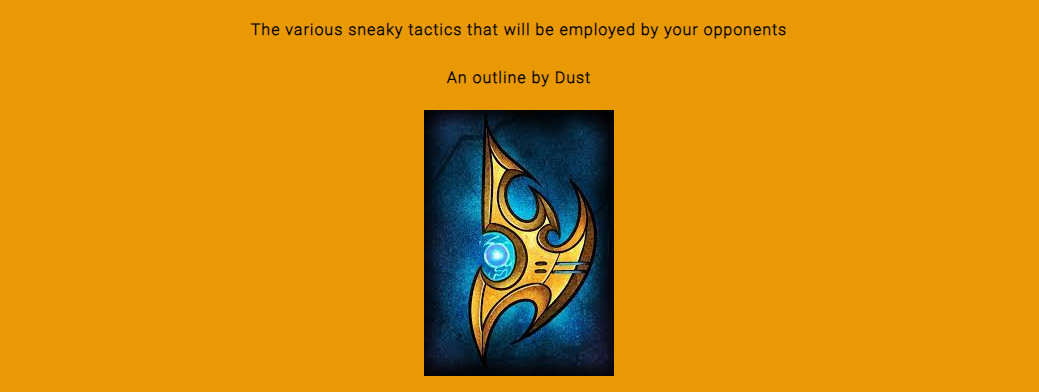 The various sneaky tactics that will be employed by your opponents
An outline by Dust